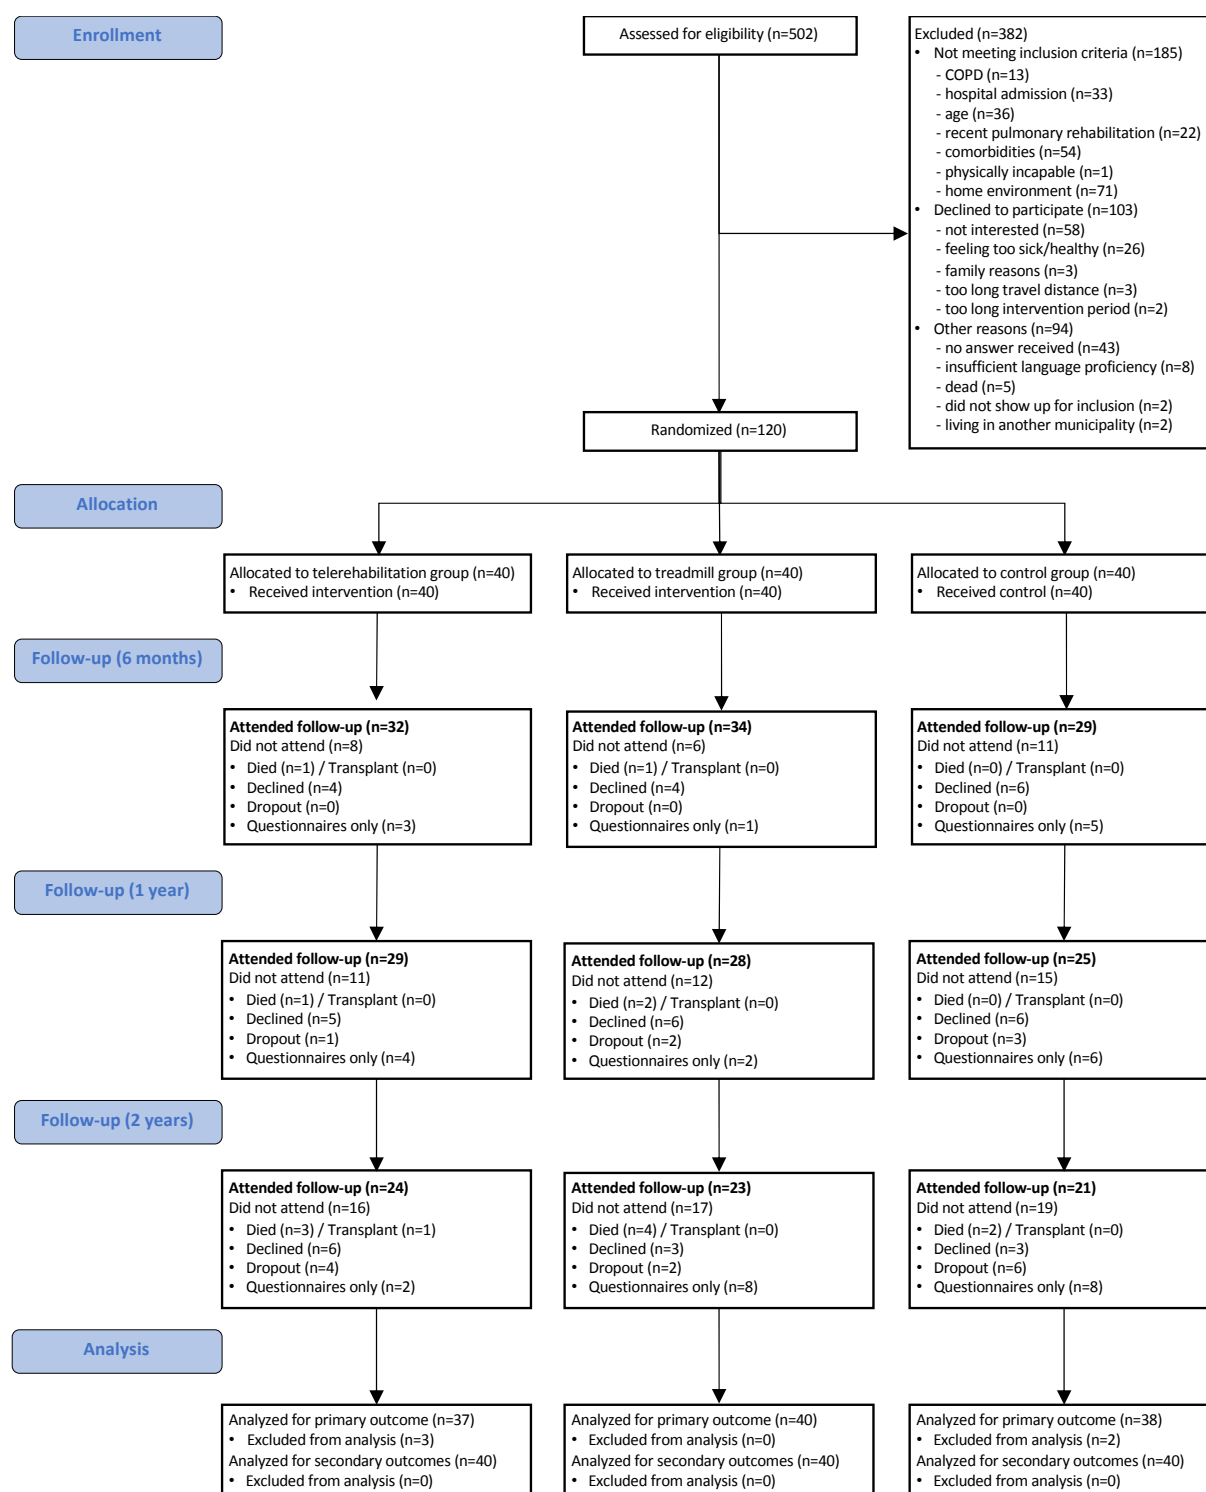 Enrollment
Assessed for eligibility (n=502)
Excluded (n=382)
• Not meeting inclusion criteria (n=185)
- COPD (n=13)
- hospital admission (n=33)
- age (n=36)
- recent pulmonary rehabilitation (n=22)
- comorbidities (n=54)
- physically incapable (n=1)
- home environment (n=71)
• Declined to participate (n=103)
- not interested (n=58)
- feeling too sick/healthy (n=26)
- family reasons (n=3)
- too long travel distance (n=3)
- too long intervention period (n=2)
• Other reasons (n=94)
- no answer received (n=43)
- insufficient language proficiency (n=8)
- dead (n=5)
- did not show up for inclusion (n=2)
- living in another municipality (n=2)
Randomized (n=120)
Allocation
Allocated to telerehabilitation group (n=40)
• Received intervention (n=40)
Allocated to treadmill group (n=40)
• Received intervention (n=40)
Allocated to control group (n=40)
• Received control (n=40)
Follow-up (6 months)
Attended follow-up (n=32)
Did not attend (n=8)
• Died (n=1) / Transplant (n=0)
• Declined (n=4)
• Dropout (n=0)
• Questionnaires only (n=3)
Attended follow-up (n=34)
Did not attend (n=6)
• Died (n=1) / Transplant (n=0)
• Declined (n=4)
• Dropout (n=0)
• Questionnaires only (n=1)
Attended follow-up (n=29)
Did not attend (n=11)
• Died (n=0) / Transplant (n=0)
• Declined (n=6)
• Dropout (n=0)
• Questionnaires only (n=5)
Follow-up (1 year)
Attended follow-up (n=29)
Did not attend (n=11)
• Died (n=1) / Transplant (n=0)
• Declined (n=5)
• Dropout (n=1)
• Questionnaires only (n=4)
Attended follow-up (n=28)
Did not attend (n=12)
• Died (n=2) / Transplant (n=0)
• Declined (n=6)
• Dropout (n=2)
• Questionnaires only (n=2)
Attended follow-up (n=25)
Did not attend (n=15)
• Died (n=0) / Transplant (n=0)
• Declined (n=6)
• Dropout (n=3)
• Questionnaires only (n=6)
Follow-up (2 years)
Attended follow-up (n=24)
Did not attend (n=16)
• Died (n=3) / Transplant (n=1)
• Declined (n=6)
• Dropout (n=4)
• Questionnaires only (n=2)
Attended follow-up (n=23)
Did not attend (n=17)
• Died (n=4) / Transplant (n=0)
• Declined (n=3)
• Dropout (n=2)
• Questionnaires only (n=8)
Attended follow-up (n=21)
Did not attend (n=19)
• Died (n=2) / Transplant (n=0)
• Declined (n=3)
• Dropout (n=6)
• Questionnaires only (n=8)
Analysis
Analyzed for primary outcome (n=37)
• Excluded from analysis (n=3)
Analyzed for secondary outcomes (n=40)
• Excluded from analysis (n=0)
Analyzed for primary outcome (n=40)
• Excluded from analysis (n=0)
Analyzed for secondary outcomes (n=40)
• Excluded from analysis (n=0)
Analyzed for primary outcome (n=38)
• Excluded from analysis (n=2)
Analyzed for secondary outcomes (n=40)
• Excluded from analysis (n=0)